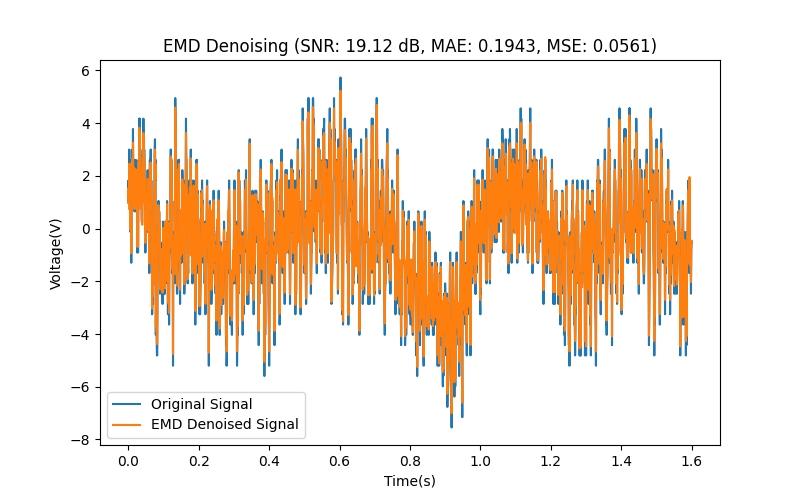 EMD Denoising (SNR: 19.12 dB, MAE: 0.1943, MSE: 0.0561)
6
4
2
0
−2
−4
−6
−8
Voltage(V)
Original Signal
EMD Denoised Signal
0.0 0.2 0.4 0.6 0.8 1.0 1.2 1.4 1.6
Time(s)